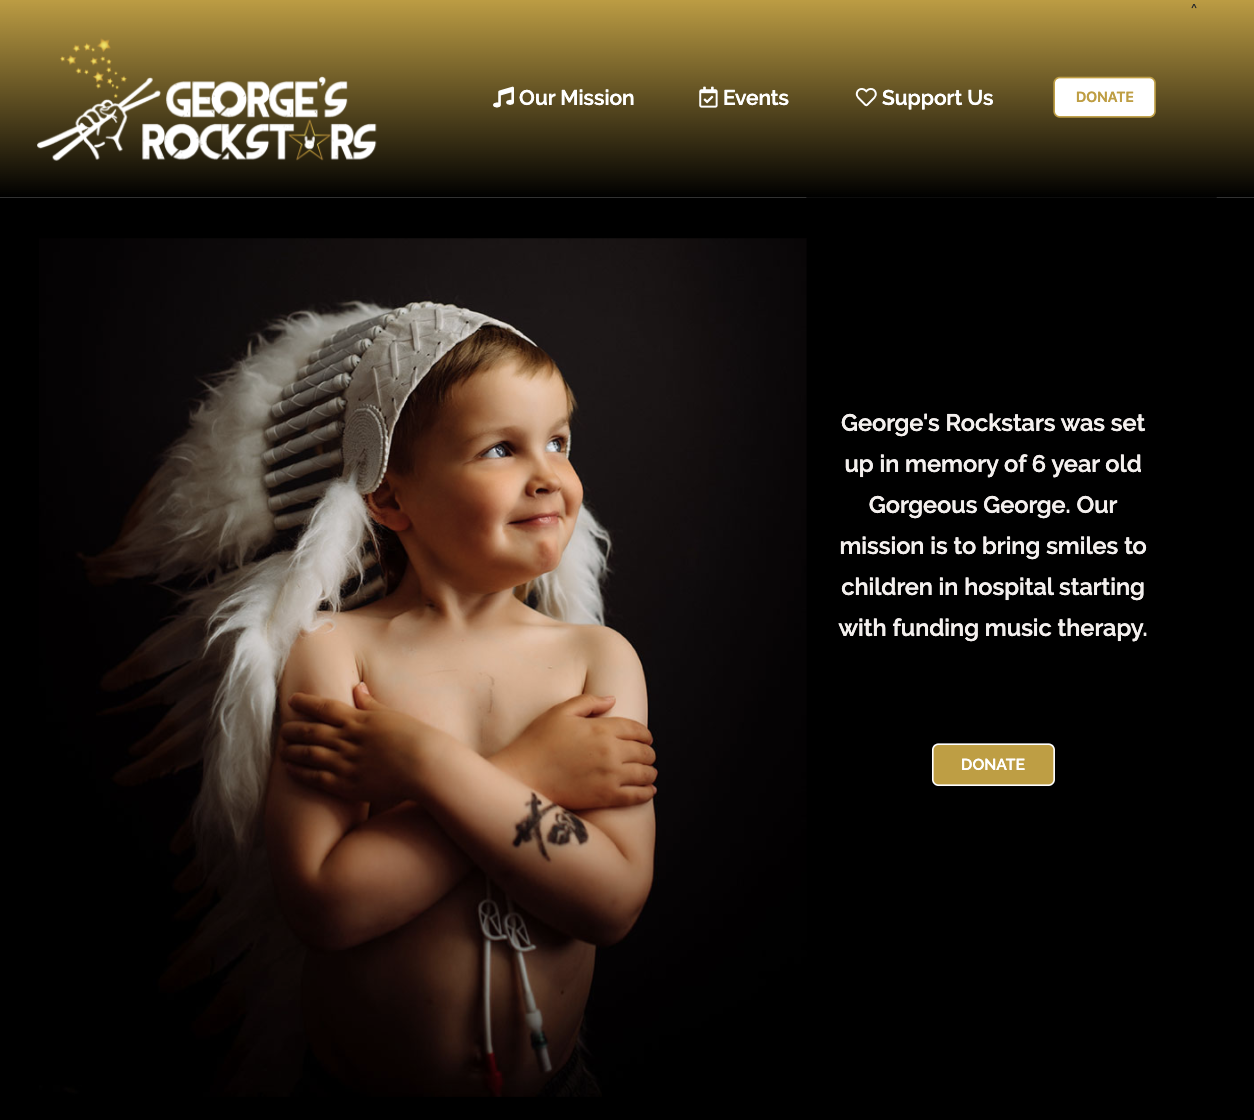 ^
GEORGE'S
ROCKSTARS
Our Mission
Events
Support Us
DONATE
George's Rockstars was set
up in memory of 6 year old
Gorgeous George. Our
mission is to bring smiles to
children in hospital starting
with funding music therapy.
DONATE